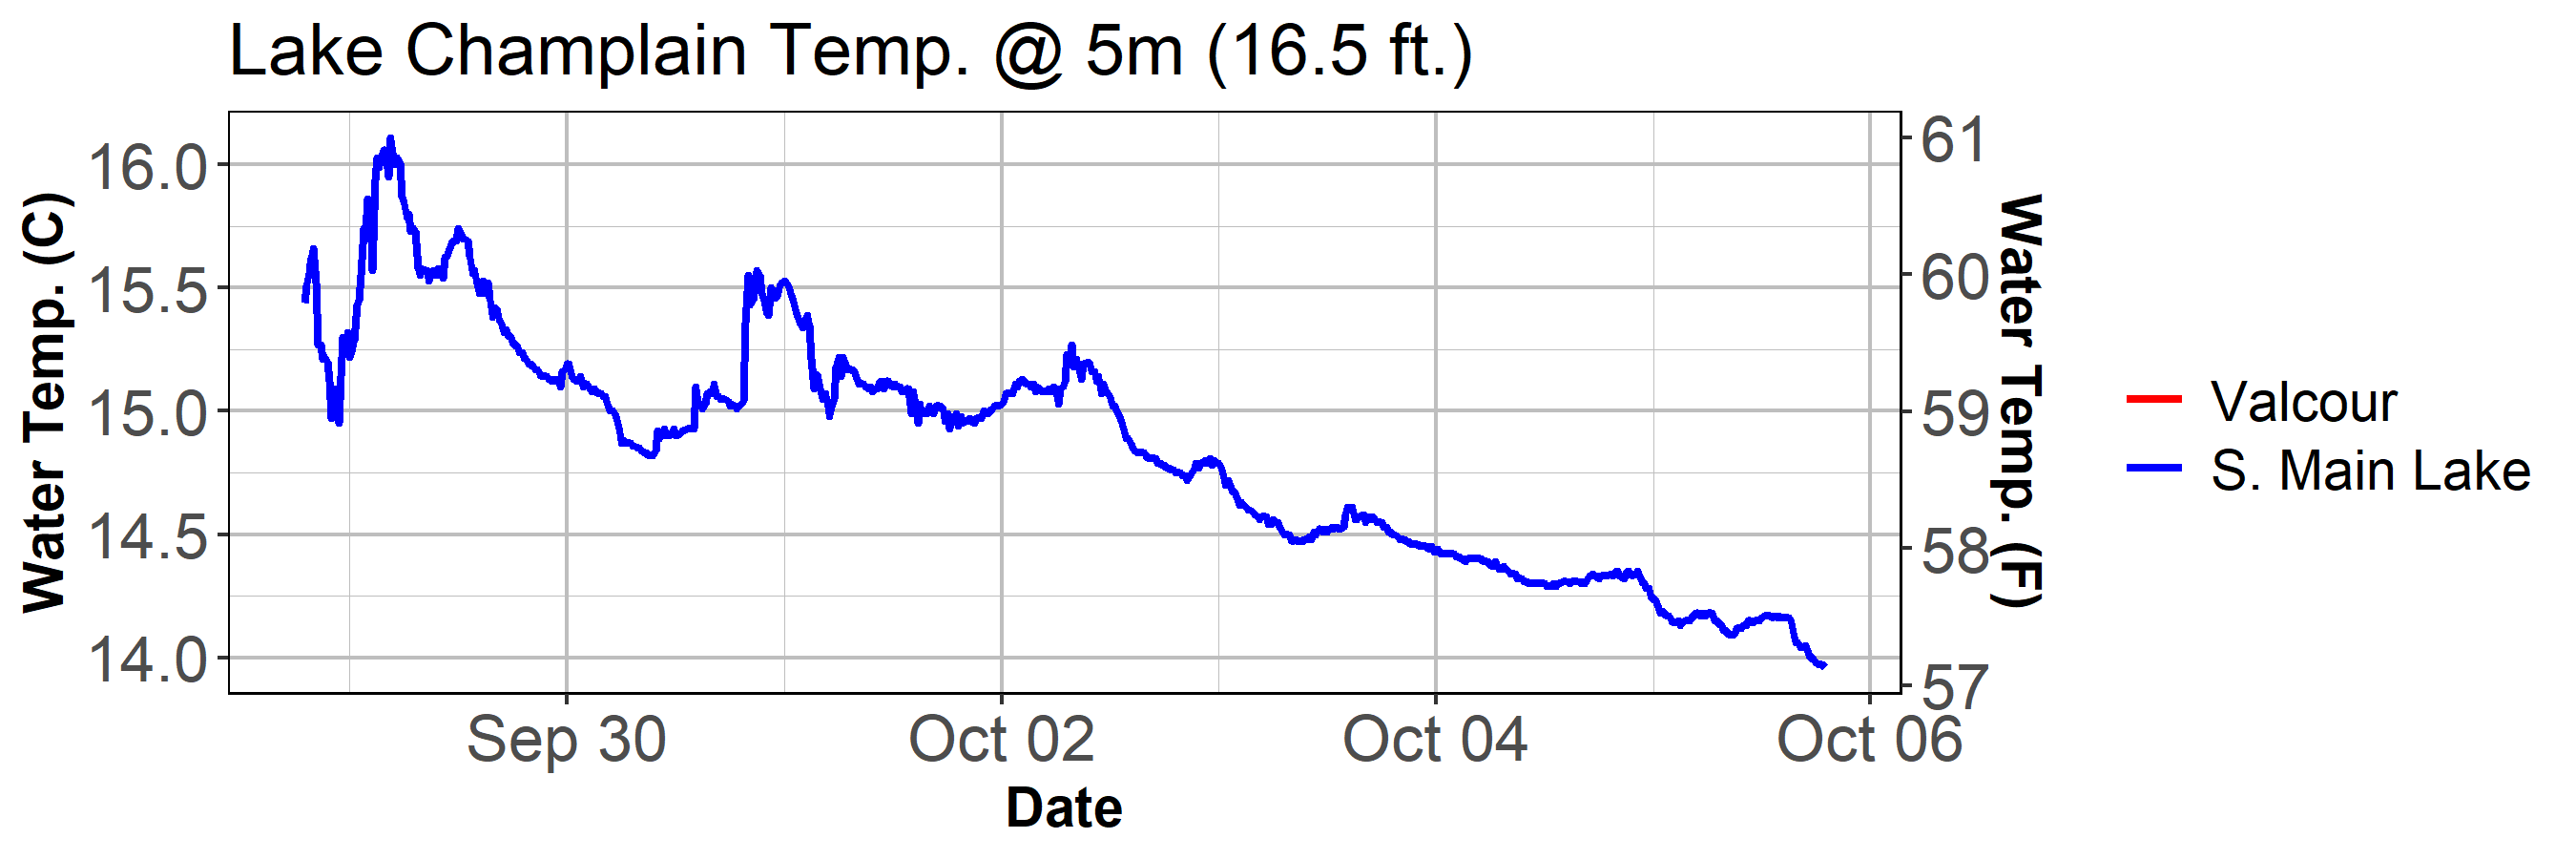 Lake Champlain Temp. @ 5m (16.5 ft.)
Water Temp. (C)
16.0
15.5
15.0
14.5
14.0
61
60
59
58
57
Water Temp. (F)
Sep 30
Oct 02
Oct 04
Oct 06
Date
Valcour
S. Main Lake